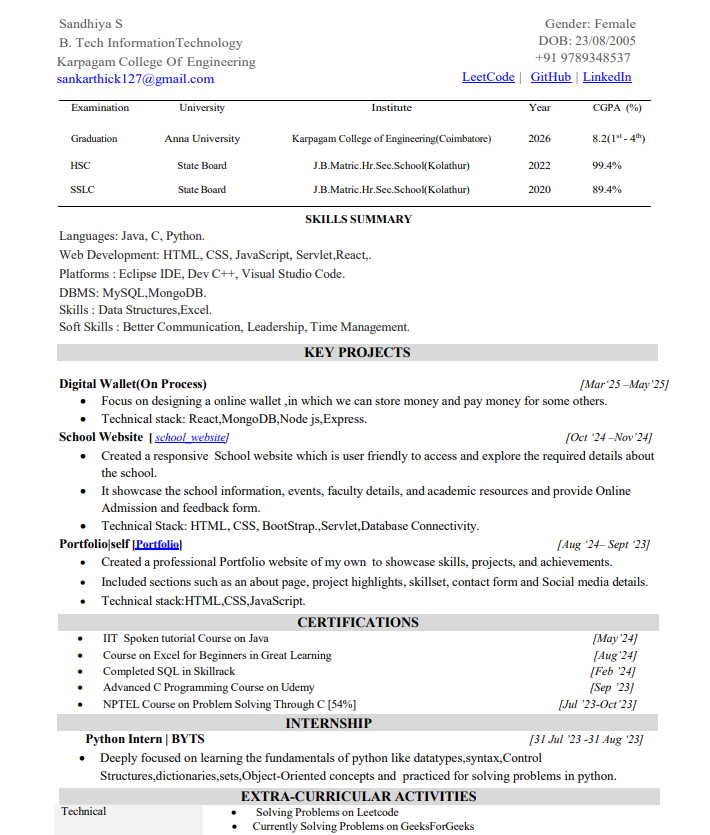 Sandhiya S Gender: Female
B. Tech InformationTechnology DOB: 23/08/2005
Karpagam College Of Engineering +91 9789348537
sankarthick127@gmail.com LeetCode | GitHub | LinkedIn
Examination University Institute Year CGPA (%)
Graduation Anna University Karpagam College of Engineering(Coimbatore) 2026 8.2(1st - 4th)
HSC State Board J.B.Matric.Hr.Sec.School(Kolathur) 2022 99.4%
SSLC State Board J.B.Matric.Hr.Sec.School(Kolathur) 2020 89.4%
SKILLS SUMMARY
Languages: Java, C, Python.
Web Development: HTML, CSS, JavaScript, Servlet,React,.
Platforms : Eclipse IDE, Dev C++, Visual Studio Code.
DBMS: MySQL,MongoDB.
Skills : Data Structures,Excel.
Soft Skills : Better Communication, Leadership, Time Management.
KEY PROJECTS
Digital Wallet(On Process) [Mar‘25 –May’25]
• Focus on designing a online wallet ,in which we can store money and pay money for some others.
• Technical stack: React,MongoDB,Node js,Express.
School Website [ school_website] [Oct ‘24 –Nov’24]
• Created a responsive School website which is user friendly to access and explore the required details about
the school.
• It showcase the school information, events, faculty details, and academic resources and provide Online
Admission and feedback form.
• Technical Stack: HTML, CSS, BootStrap.,Servlet,Database Connectivity.
Portfolio|self [Portfolio] [Aug ‘24– Sept ‘23]
• Created a professional Portfolio website of my own to showcase skills, projects, and achievements.
• Included sections such as an about page, project highlights, skillset, contact form and Social media details.
• Technical stack:HTML,CSS,JavaScript.
CERTIFICATIONS
• IIT Spoken tutorial Course on Java [May’24)
• Course on Excel for Beginners in Great Learning [Aug’24]
• Completed SQL in Skillrack [Feb ’24]
• Advanced C Programming Course on Udemy [Sep ’23]
• NPTEL Course on Problem Solving Through C [54%] [Jul ’23-Oct’23]
INTERNSHIP
Python Intern | BYTS [31 Jul ’23 -31 Aug ‘23]
• Deeply focused on learning the fundamentals of python like datatypes,syntax,Control
Structures,dictionaries,sets,Object-Oriented concepts and practiced for solving problems in python.
EXTRA-CURRICULAR ACTIVITIES
Technical • Solving Problems on Leetcode
• Currently Solving Problems on GeeksForGeeks